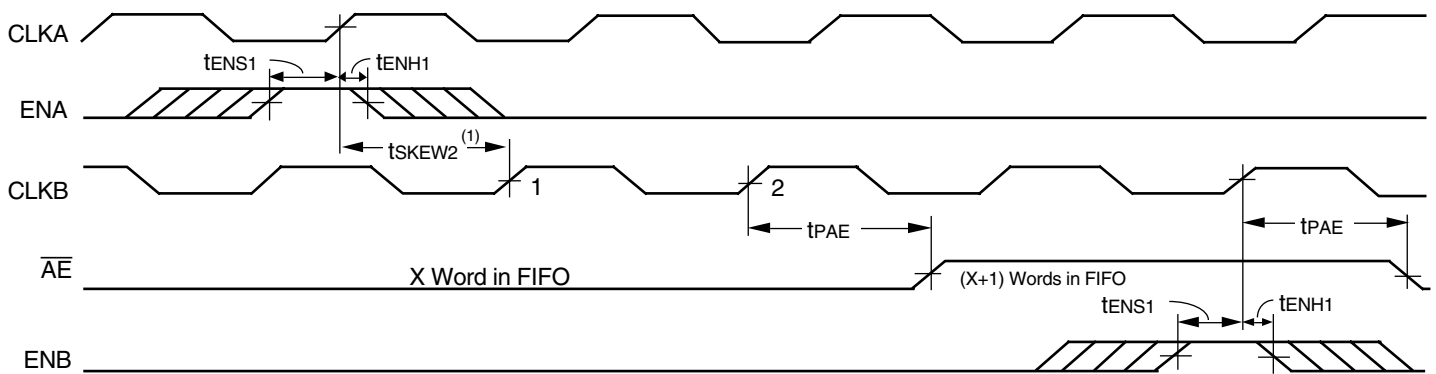 CLKA
tENS1 tENH1
ENA
tSKEW2(1)
CLKB 1 2
tPAE tPAE
AE X Word in FIFO (X+1) Words in FIFO
tENS1 tENH1
ENB